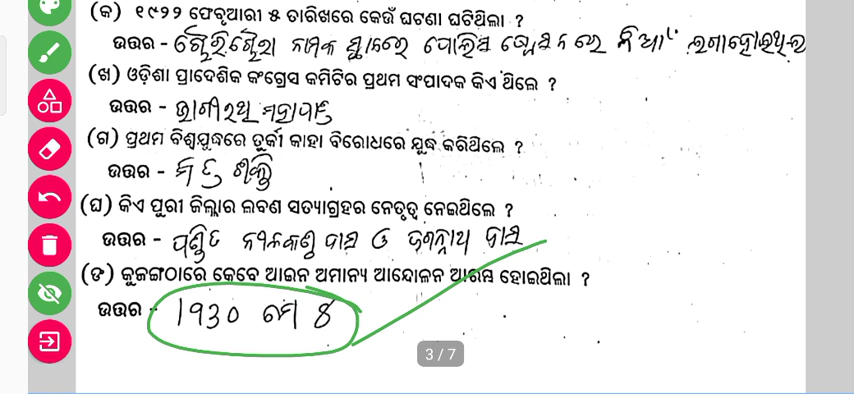 (କ) ୧୯୨୨ ଫେବୃଆରୀ ୫ ତାରିଖରେ କେଉଁ ଘଟଣା ଘଟିଥିଲା ?
ଉତ୍ତର - ଚୌରିଚୌରା ନାମକ ସ୍ଥାନରେ ପୋଲିସ ଷ୍ଟେସନ ରେ ନିଆଁ ଲଗାହୋଇଥିଲା
(ଖ) ଓଡ଼ିଶା ପ୍ରାଦେଶିକ କଂଗ୍ରେସ କମିଟିର ପ୍ରଥମ ସଂପାଦକ କିଏ ଥିଲେ ?
ଉତ୍ତର - ଭାଗୀରଥି ମହାପାତ୍ର
(ଗ) ପ୍ରଥମ ବିଶ୍ୱଯୁଦ୍ଧରେ ତୁର୍କୀ କାହା ବିରୋଧରେ ଯୁଦ୍ଧ କରିଥିଲେ ?
ଉତ୍ତର - ମିତ୍ର ଶକ୍ତି
(ଘ) କିଏ ପୁରୀ ଜିଲ୍ଲାର ଲବଣ ସତ୍ୟାଗ୍ରହର ନେତୃତ୍ୱ ନେଇଥିଲେ ?
ଉତ୍ତର - ପଣ୍ଡିତ ନୀଳକଣ୍ଠ ଦାସ ଓ ଜଗନ୍ନାଥ ଦାସ
(ଙ) କୁଜଙ୍ଗଠାରେ କେବେ ଆଇନ ଅମାନ୍ୟ ଆନ୍ଦୋଳନ ଆରମ୍ଭ ହୋଇଥିଲା ?
ଉତ୍ତର - 1930 ମେ 8
3 / 7